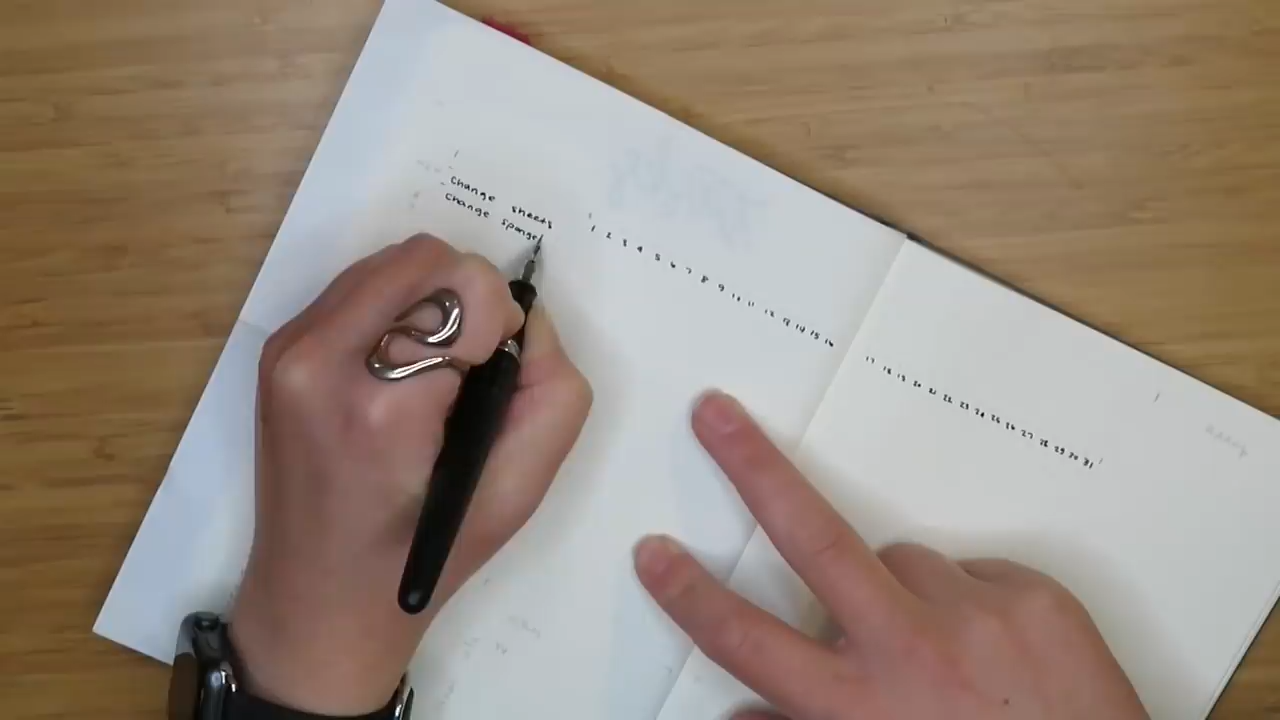 change sheets
change sponge
1 2 3 4 5 6 7 8 9 10 11 12 13 14 15 16
17 18 19 20 21 22 23 24 25 26 27 28 29 30 31